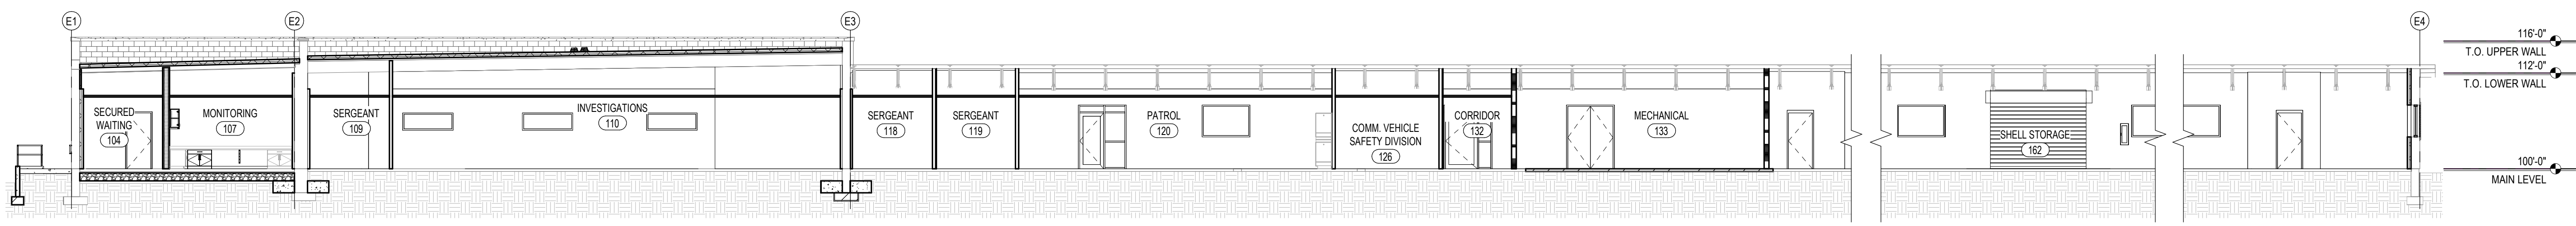 E1
E2
E3
E4
116'-0"
T.O. UPPER WALL
112'-0"
T.O. LOWER WALL
SECURED
WAITING
104
MONITORING
107
SERGEANT
109
INVESTIGATIONS
110
SERGEANT
118
SERGEANT
119
PATROL
120
COMM. VEHICLE
SAFETY DIVISION
126
CORRIDOR
132
MECHANICAL
133
SHELL STORAGE
162
100'-0"
MAIN LEVEL